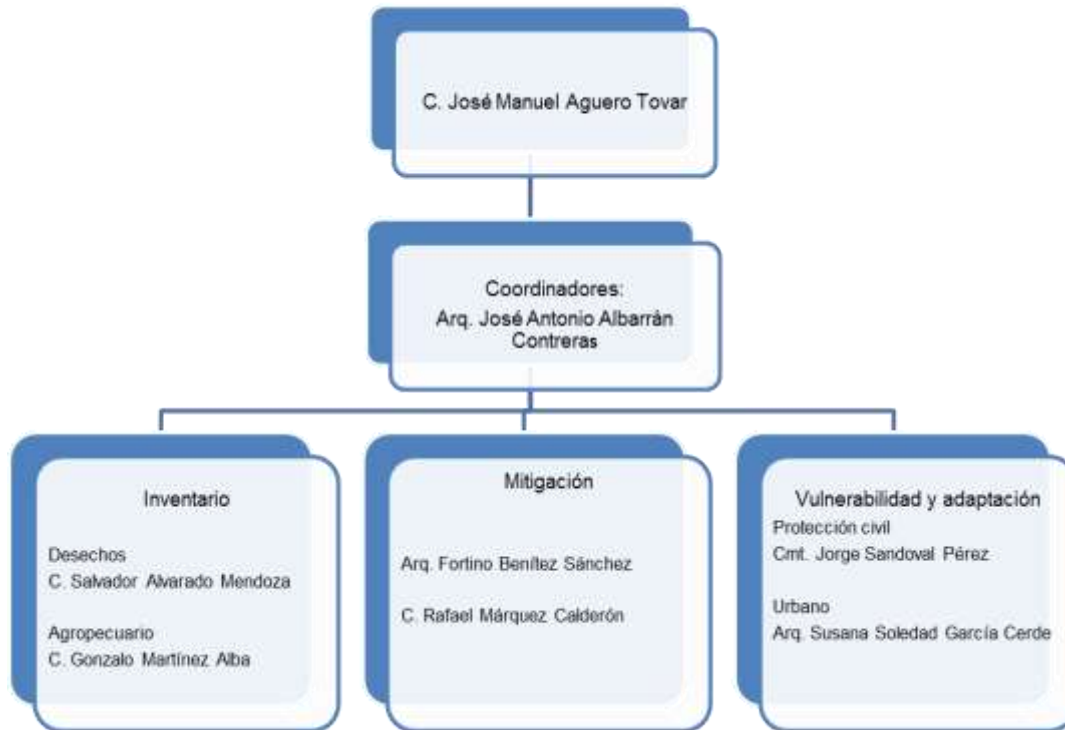 C. José Manuel Aguero Tovar
Coordinadores:
Arq. José Antonio Albarrán
Contreras
Inventario
Desechos
C. Salvador Alvarado Mendoza
Agropecuario
C. Gonzalo Martínez Alba
Mitigación
Arq. Fortino Benítez Sánchez
C. Rafael Márquez Calderón
Vulnerabilidad y adaptación
Protección civil
Cmt. Jorge Sandoval Pérez
Urbano
Arq. Susana Soledad García Cerde